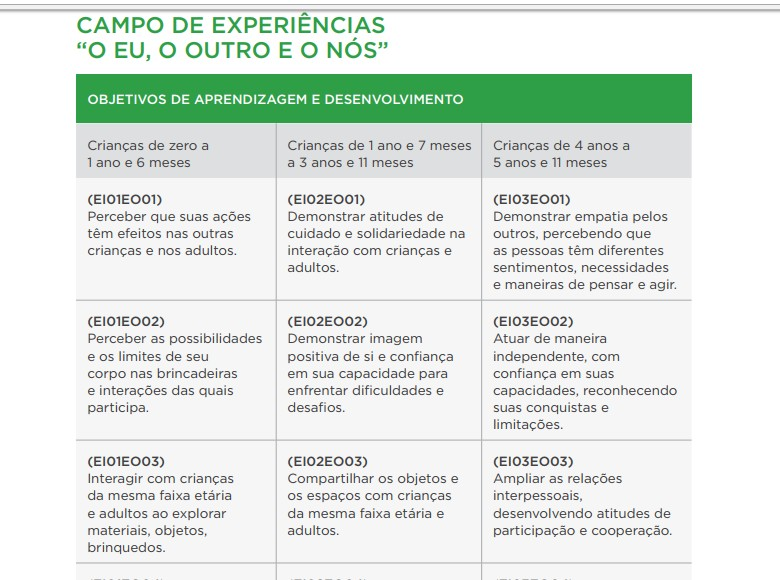 CAMPO DE EXPERIÊNCIAS
“O EU, O OUTRO E O NÓS”
OBJETIVOS DE APRENDIZAGEM E DESENVOLVIMENTO
Crianças de zero a
1 ano e 6 meses
Crianças de 1 ano e 7 meses
a 3 anos e 11 meses
Crianças de 4 anos a
5 anos e 11 meses
(EI01EO01)
Perceber que suas ações
têm efeitos nas outras
crianças e nos adultos.
(EI02EO01)
Demonstrar atitudes de
cuidado e solidariedade na
interação com crianças e
adultos.
(EI03EO01)
Demonstrar empatia pelos
outros, percebendo que
as pessoas têm diferentes
sentimentos, necessidades
e maneiras de pensar e agir.
(EI01EO02)
Perceber as possibilidades
e os limites de seu
corpo nas brincadeiras
e interações das quais
participa.
(EI02EO02)
Demonstrar imagem
positiva de si e confiança
em sua capacidade para
enfrentar dificuldades e
desafios.
(EI03EO02)
Atuar de maneira
independente, com
confiança em suas
capacidades, reconhecendo
suas conquistas e
limitações.
(EI01EO03)
Interagir com crianças
da mesma faixa etária
e adultos ao explorar
materiais, objetos,
brinquedos.
(EI02EO03)
Compartilhar os objetos e
os espaços com crianças
da mesma faixa etária e
adultos.
(EI03EO03)
Ampliar as relações
interpessoais,
desenvolvendo atitudes de
participação e cooperação.